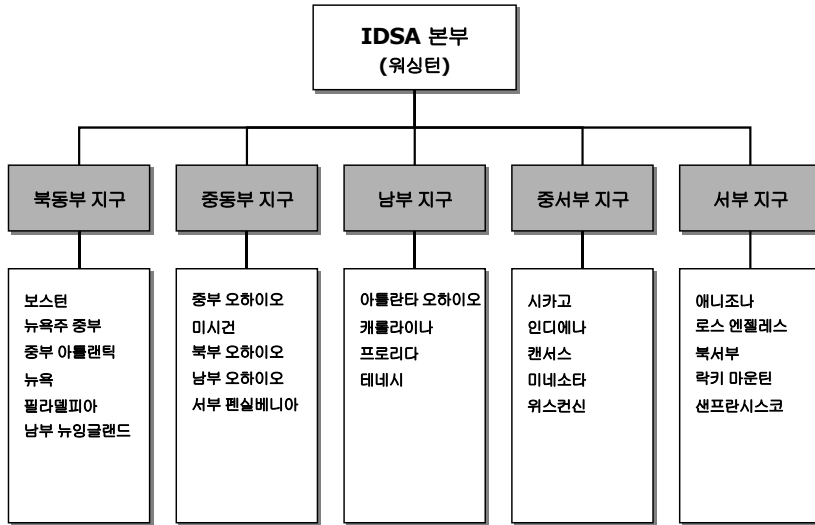 IDSA 본부
(워싱턴)
북동부 지구
중동부 지구
남부 지구
중서부 지구
서부 지구
보스턴
뉴욕주 중부
중부 아틀랜틱
뉴욕
필라델피아
남부 뉴잉글랜드
중부 오하이오
미시건
북부 오하이오
남부 오하이오
서부 펜실베니아
아틀란타 오하이오
캐롤라이나
프로리다
테네시
시카고
인디에나
캔서스
미네소타
위스컨신
애니조나
로스 엔젤레스
북서부
락키 마운틴
샌프란시스코